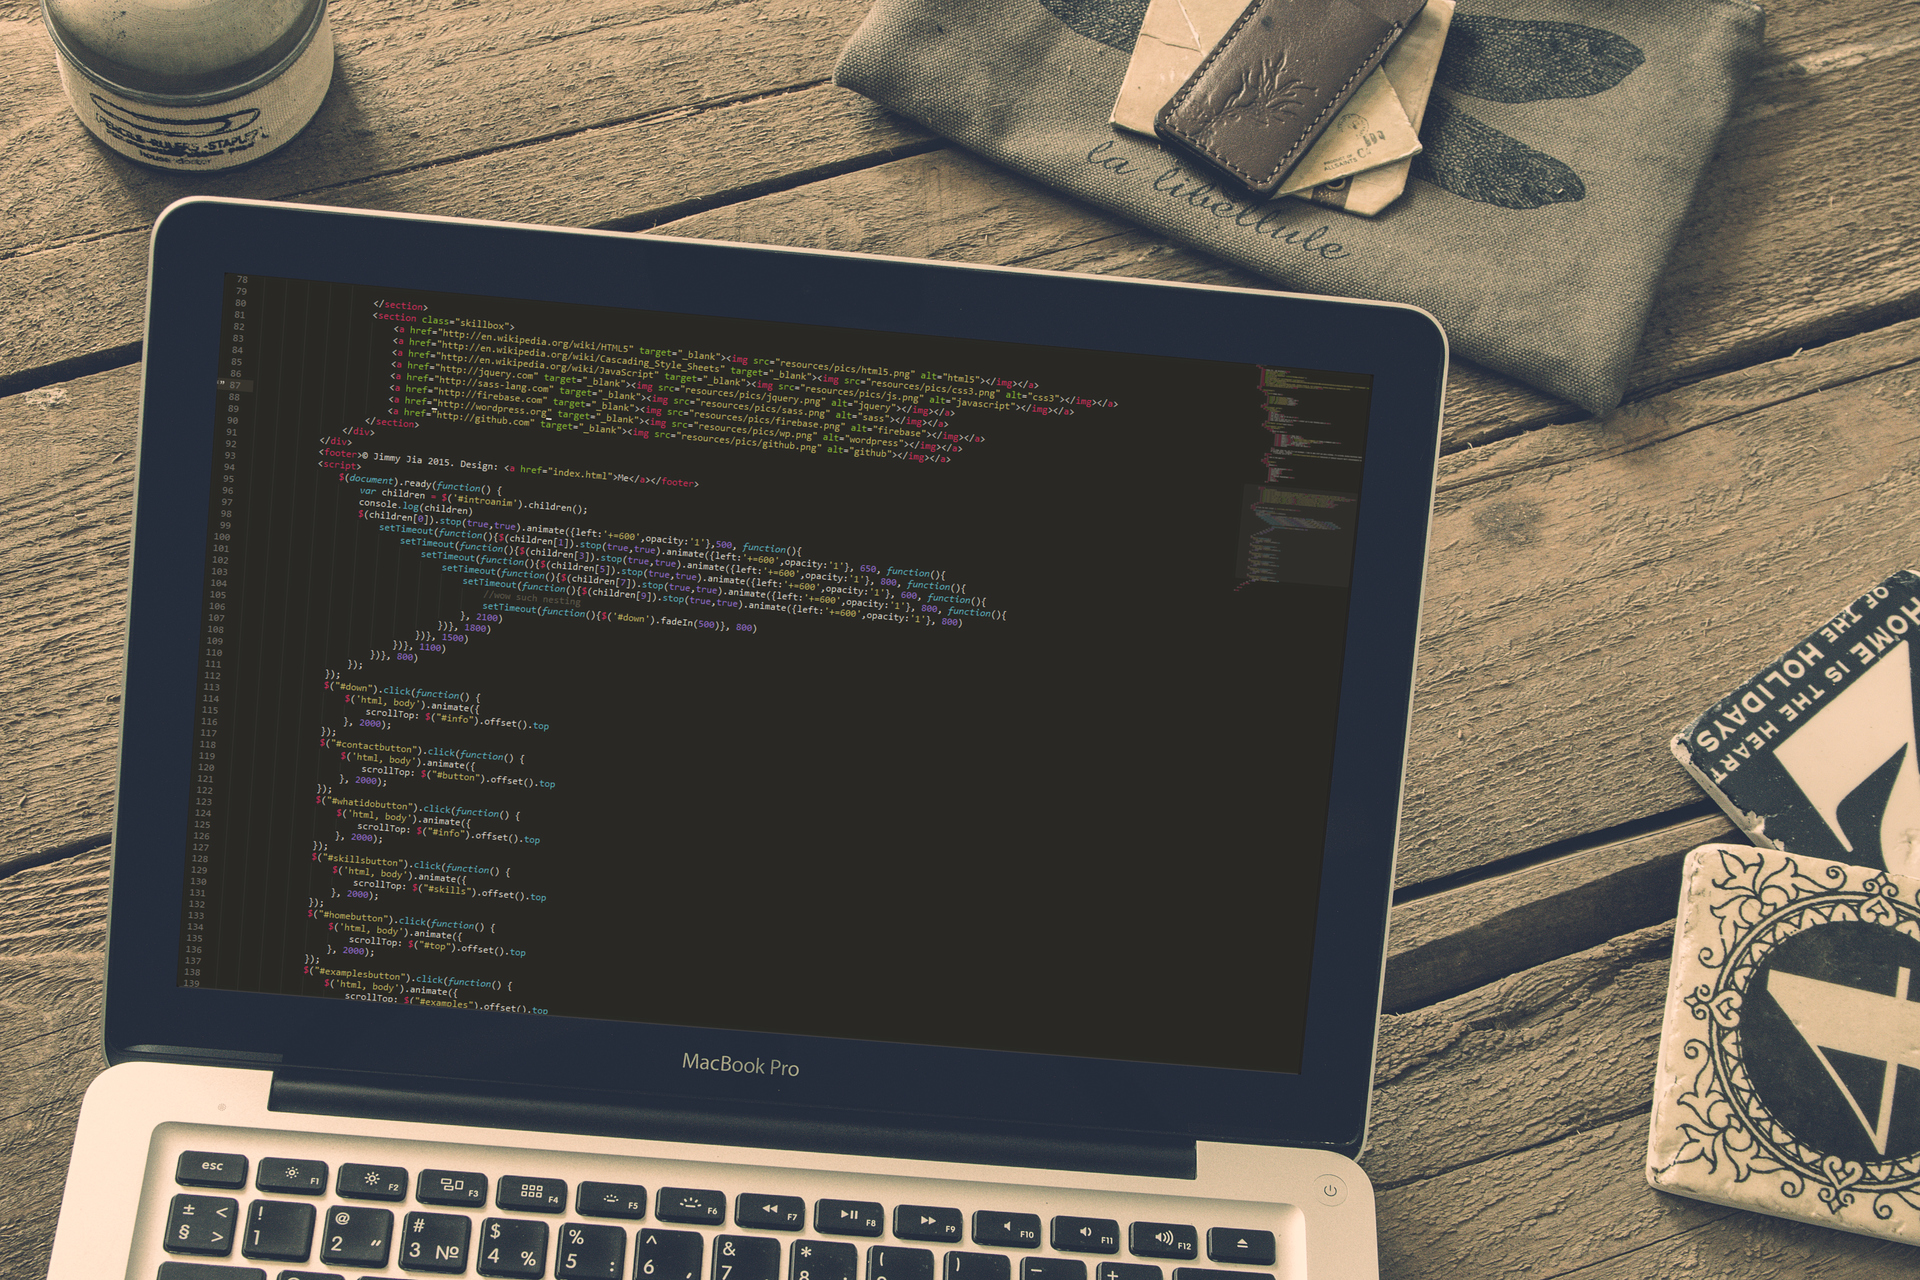 PENCILS-RULERS-STAPLER
house doctor
la libellule
78
79
80 </section>
81 <section class="skillbox">
82 <a href="http://en.wikipedia.org/wiki/HTML5" target="_blank"><img src="resources/pics/html5.png" alt="html5"></img></a>
83 <a href="http://en.wikipedia.org/wiki/Cascading_Style_Sheets" target="_blank"><img src="resources/pics/css3.png" alt="css3"></img></a>
84 <a href="http://en.wikipedia.org/wiki/JavaScript" target="_blank"><img src="resources/pics/js.png" alt="javascript"></img></a>
85 <a href="http://jquery.com" target="_blank"><img src="resources/pics/jquery.png" alt="jquery"></img></a>
86 <a href="http://sass-lang.com" target="_blank"><img src="resources/pics/sass.png" alt="sass"></img></a>
87 <a href="http://firebase.com" target="_blank"><img src="resources/pics/firebase.png" alt="firebase"></img></a>
88 <a href="http://wordpress.org" target="_blank"><img src="resources/pics/wp.png" alt="wordpress"></img></a>
89 <a href="http://github.com" target="_blank"><img src="resources/pics/github.png" alt="github"></img></a>
90 </section>
91 </div>
92 </div>
93 <footer>© Jimmy Jia 2015. Design: <a href="index.html">Me</a></footer>
94 <script>
95 $(document).ready(function() {
96 var children = $('#introanim').children();
97 console.log(children)
98 $(children[0]).stop(true,true).animate({left:'+=600',opacity:'1'},500, function(){
99 setTimeout(function(){$(children[1]).stop(true,true).animate({left:'+=600',opacity:'1'}, 650, function(){
100 setTimeout(function(){$(children[3]).stop(true,true).animate({left:'+=600',opacity:'1'}, 800, function(){
101 setTimeout(function(){$(children[5]).stop(true,true).animate({left:'+=600',opacity:'1'}, 600, function(){
102 setTimeout(function(){$(children[7]).stop(true,true).animate({left:'+=600',opacity:'1'}, 800, function(){
103 setTimeout(function(){$(children[9]).stop(true,true).animate({left:'+=600',opacity:'1'}, 800)
104 //wow such nesting
105 setTimeout(function(){$('#down').fadeIn(500)}, 800)
106 }, 2100)
107 })}, 1800)
108 })}, 1500)
109 })}, 1100)
110 })}, 800)
111 });
112 });
113 $("#down").click(function() {
114 $('html, body').animate({
115 scrollTop: $("#info").offset().top
116 }, 2000);
117 });
118 $("#contactbutton").click(function() {
119 $('html, body').animate({
120 scrollTop: $("#button").offset().top
121 }, 2000);
122 });
123 $("#whatidobutton").click(function() {
124 $('html, body').animate({
125 scrollTop: $("#info").offset().top
126 }, 2000);
127 });
128 $("#skillsbutton").click(function() {
129 $('html, body').animate({
130 scrollTop: $("#skills").offset().top
131 }, 2000);
132 });
133 $("#homebutton").click(function() {
134 $('html, body').animate({
135 scrollTop: $("#top").offset().top
136 }, 2000);
137 });
138 $("#examplesbutton").click(function() {
139 $('html, body').animate({
scrollTop: $("#examples").offset().top
HOME IS THE HEART
OF THE HOLIDAYS
MacBook Pro
esc F1 F2 F3 F4 F5 F6 F7 F8 F9 F10 F11 F12
± < ! @ # $ % ^ & * ( ) – +
§ > 1 2 " 3 № 4 % 5 : 6 , 7 8